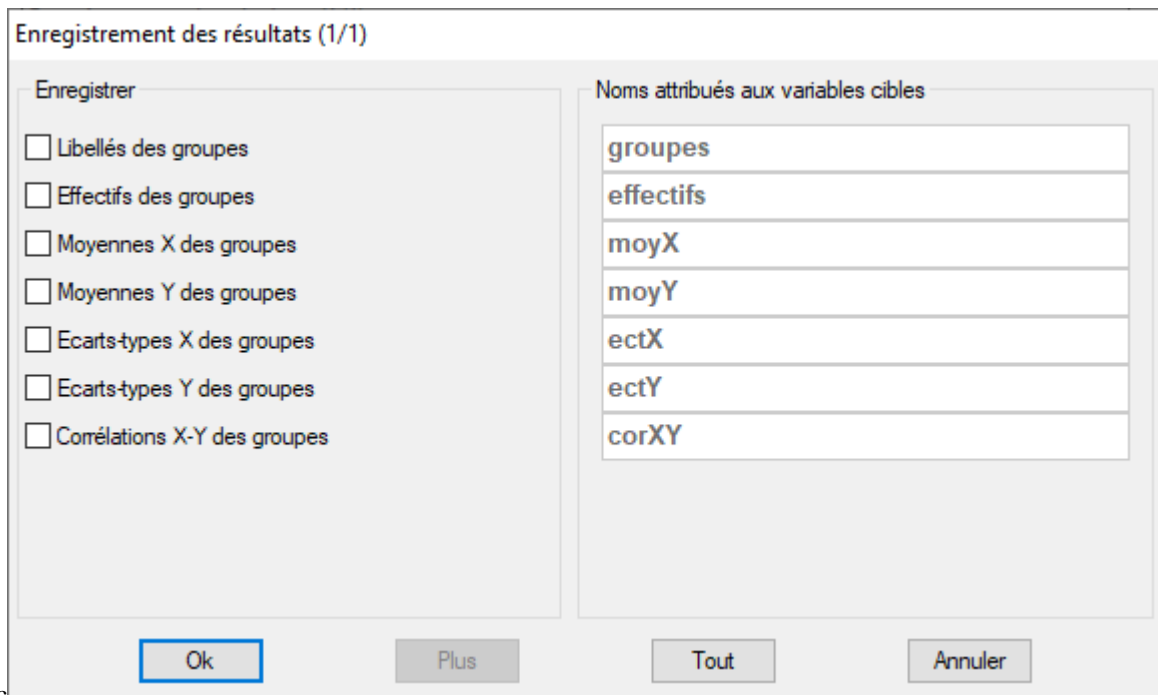 Enregistrement des résultats (1/1)
Enregistrer
Libellés des groupes
Effectifs des groupes
Moyennes X des groupes
Moyennes Y des groupes
Ecarts-types X des groupes
Ecarts-types Y des groupes
Corrélations X-Y des groupes
Noms attribués aux variables cibles
groupes
effectifs
moyX
moyY
ectX
ectY
corXY
Ok
Plus
Tout
Annuler